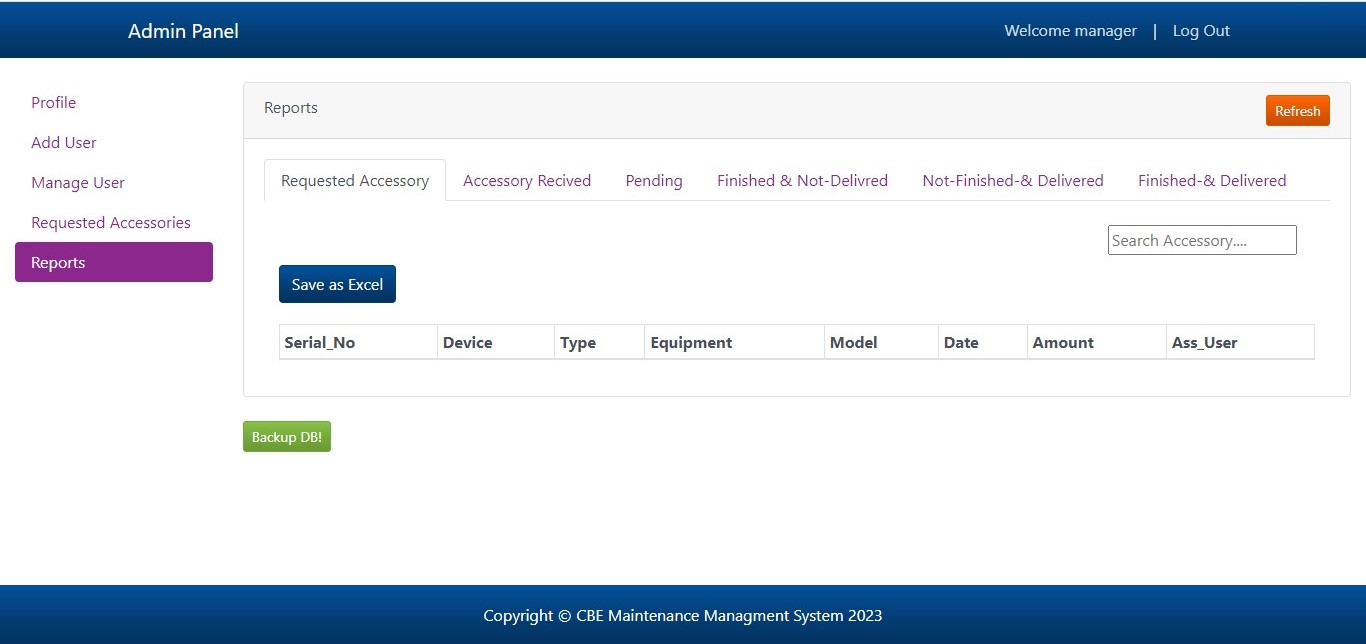 Admin Panel
Welcome manager | Log Out
Profile
Add User
Manage User
Requested Accessories
Reports
Reports
Refresh
Requested Accessory Accessory Recived Pending Finished & Not-Delivred Not-Finished-& Delivered Finished-& Delivered
Search Accessory....
Save as Excel
Serial_No Device Type Equipment Model Date Amount Ass_User
Backup DB!
Copyright © CBE Maintenance Managment System 2023